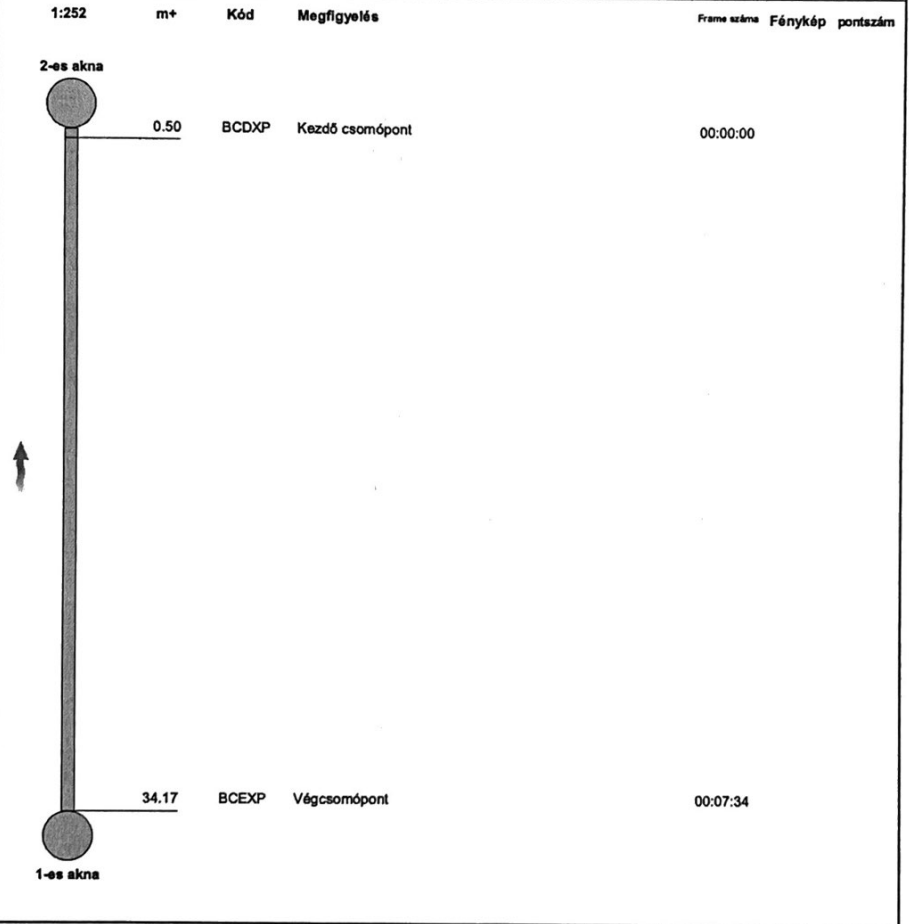 1:252 m+ Kód Megfigyelés Frame száma Fénykép pontszám
2-es akna
0.50 BCDXP Kezdő csomópont 00:00:00
34.17 BCEXP Végcsomópont 00:07:34
1-es akna